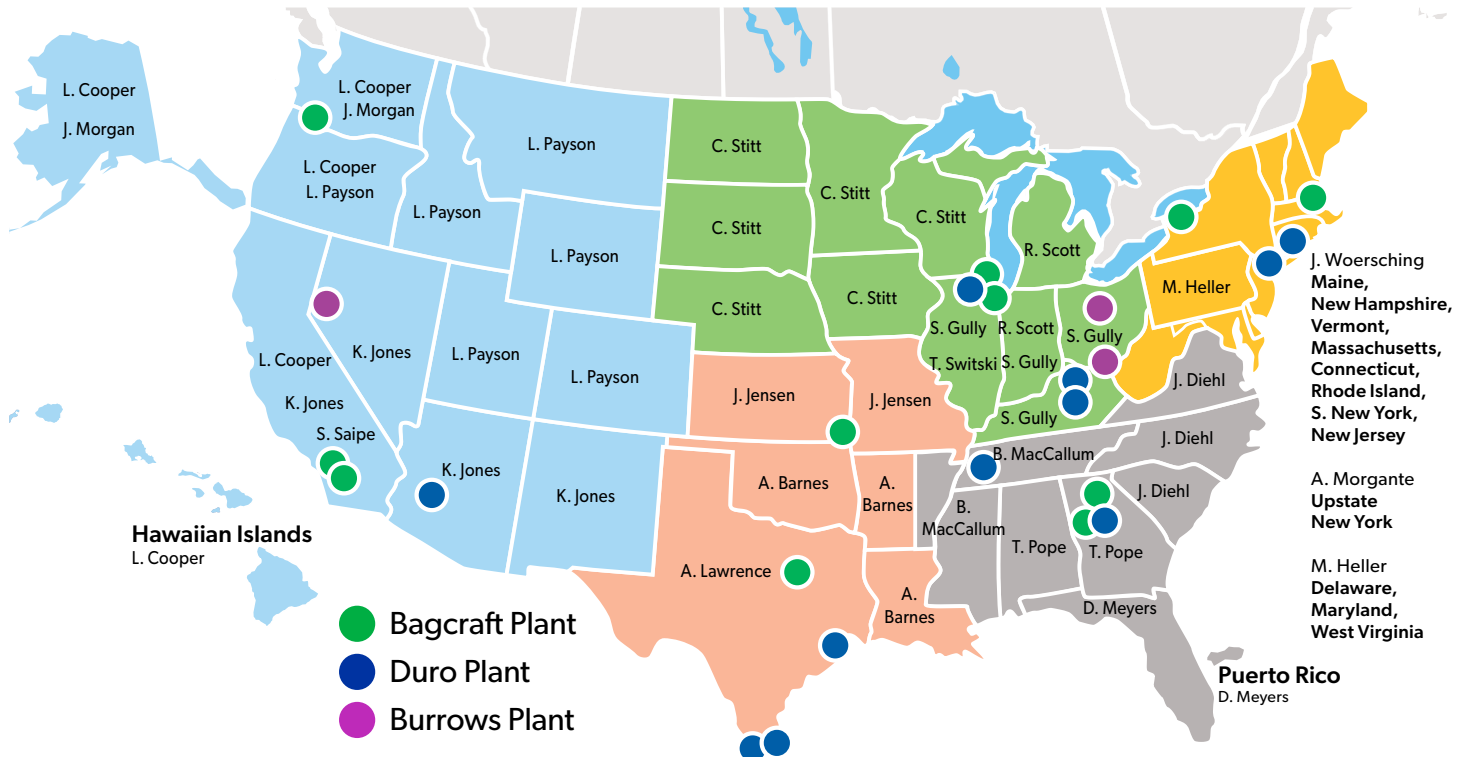 L. Cooper
J. Morgan
L. Cooper
J. Morgan
L. Cooper
L. Payson
L. Payson
L. Payson
L. Payson
L. Cooper
K. Jones
S. Saipe
K. Jones
L. Payson
L. Payson
K. Jones
K. Jones
Hawaiian Islands
L. Cooper
C. Stitt
C. Stitt
C. Stitt
C. Stitt
C. Stitt
C. Stitt
R. Scott
S. Gully
T. Switski
R. Scott
S. Gully
S. Gully
S. Gully
J. Jensen
J. Jensen
A. Barnes
A.
Barnes
A. Lawrence
A.
Barnes
B. MacCallum
B.
MacCallum
T. Pope
T. Pope
D. Meyers
J. Diehl
J. Diehl
J. Diehl
M. Heller
J. Woersching
Maine,
New Hampshire,
Vermont,
Massachusetts,
Connecticut,
Rhode Island,
S. New York,
New Jersey
A. Morgante
Upstate
New York
M. Heller
Delaware,
Maryland,
West Virginia
Puerto Rico
D. Meyers
Bagcraft Plant
Duro Plant
Burrows Plant